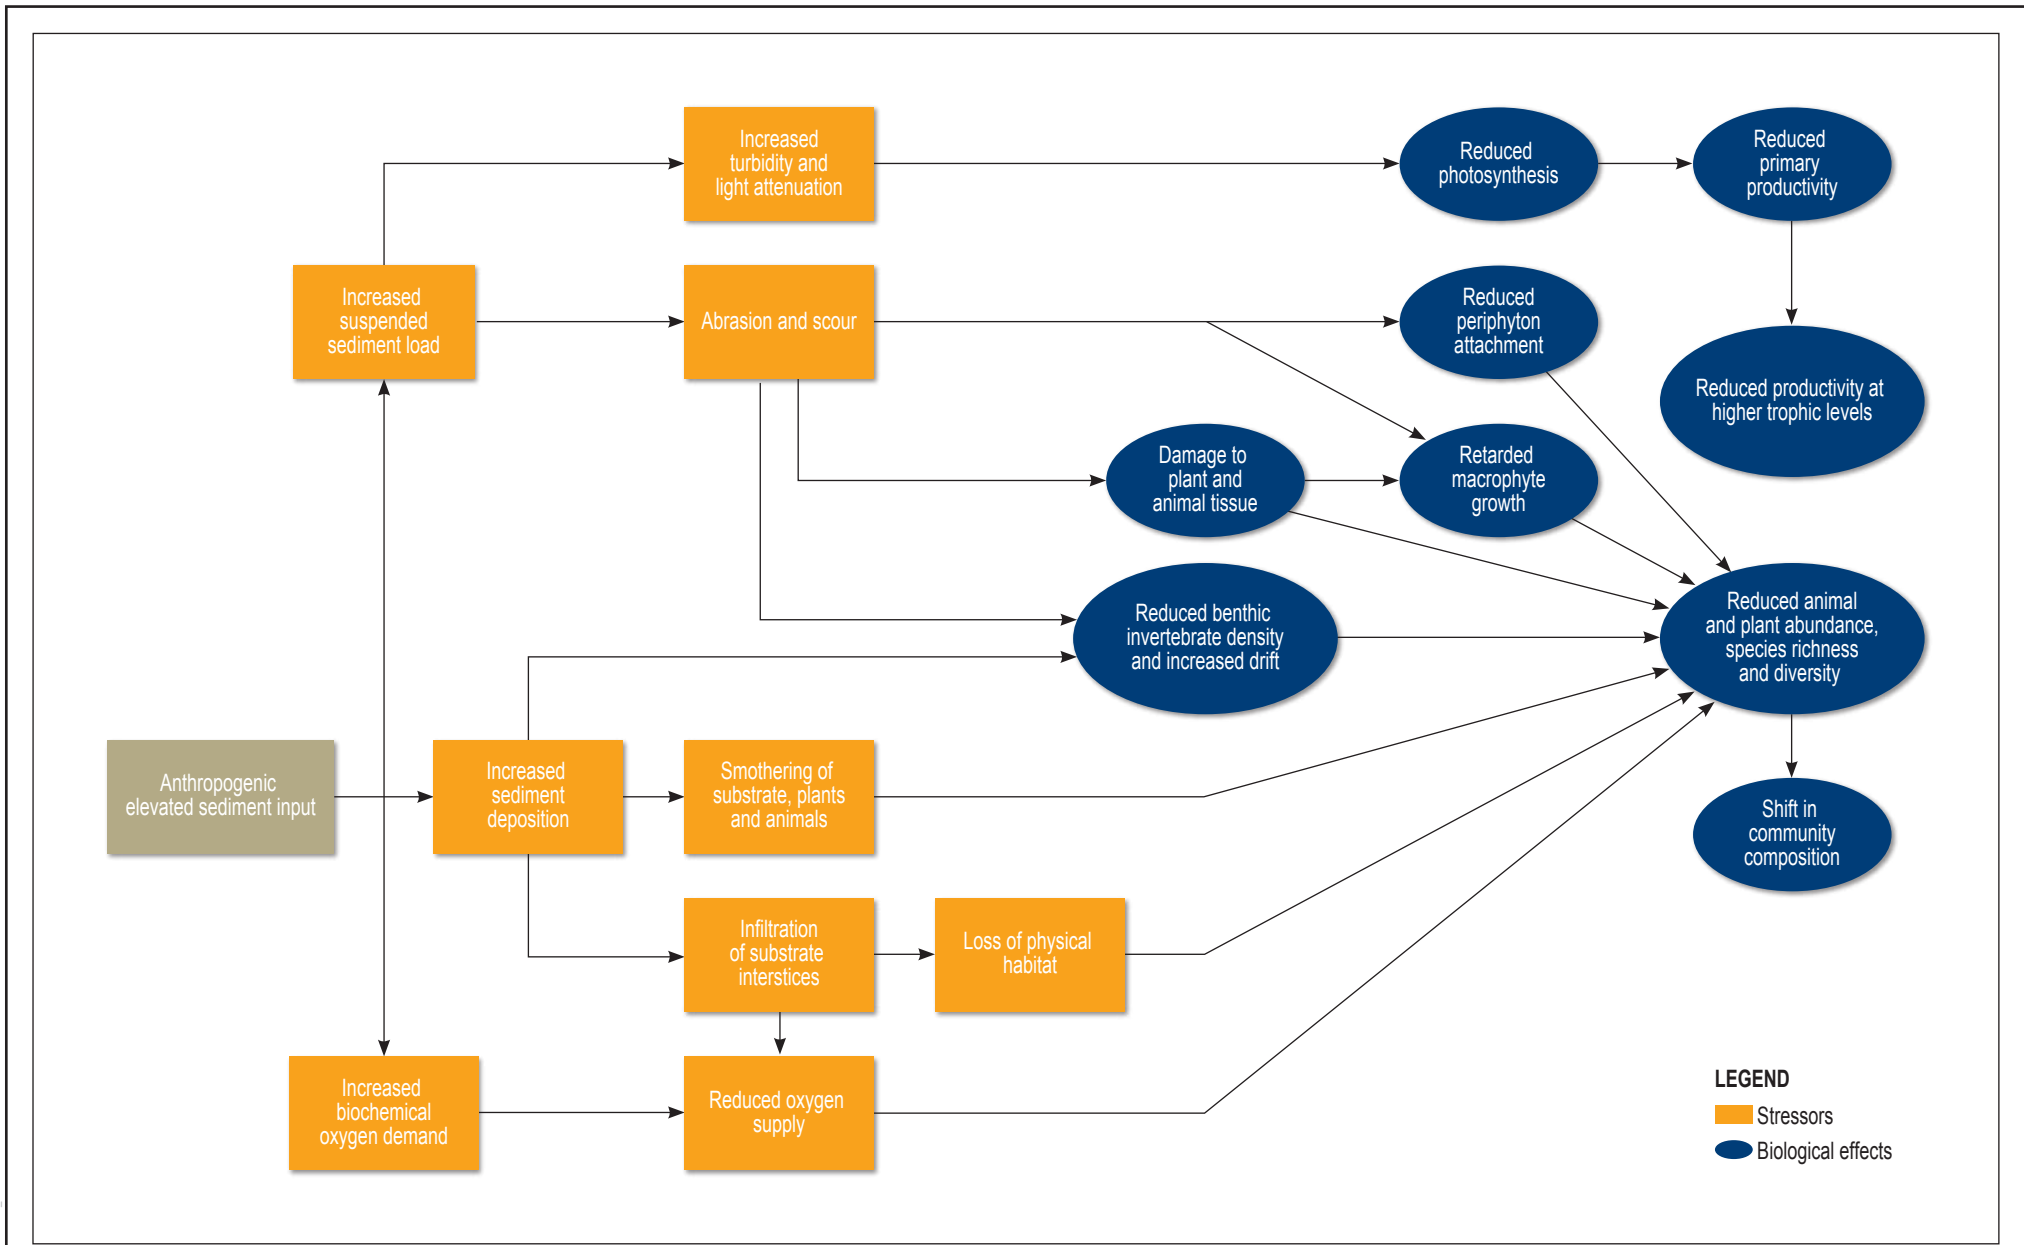 Increased
turbidity and
light attenuation
Reduced
photosynthesis
Reduced
primary
productivity
Increased
suspended
sediment load
Abrasion and scour
Reduced
periphyton
attachment
Reduced productivity at
higher trophic levels
Damage to
plant and
animal tissue
Retarded
macrophyte
growth
Reduced benthic
invertebrate density
and increased drift
Reduced animal
and plant abundance,
species richness
and diversity
Anthropogenic
elevated sediment input
Increased
sediment
deposition
Smothering of
substrate, plants
and animals
Shift in
community
composition
Infiltration
of substrate
interstices
Loss of physical
habitat
Increased
biochemical
oxygen demand
Reduced oxygen
supply
LEGEND
Stressors
Biological effects